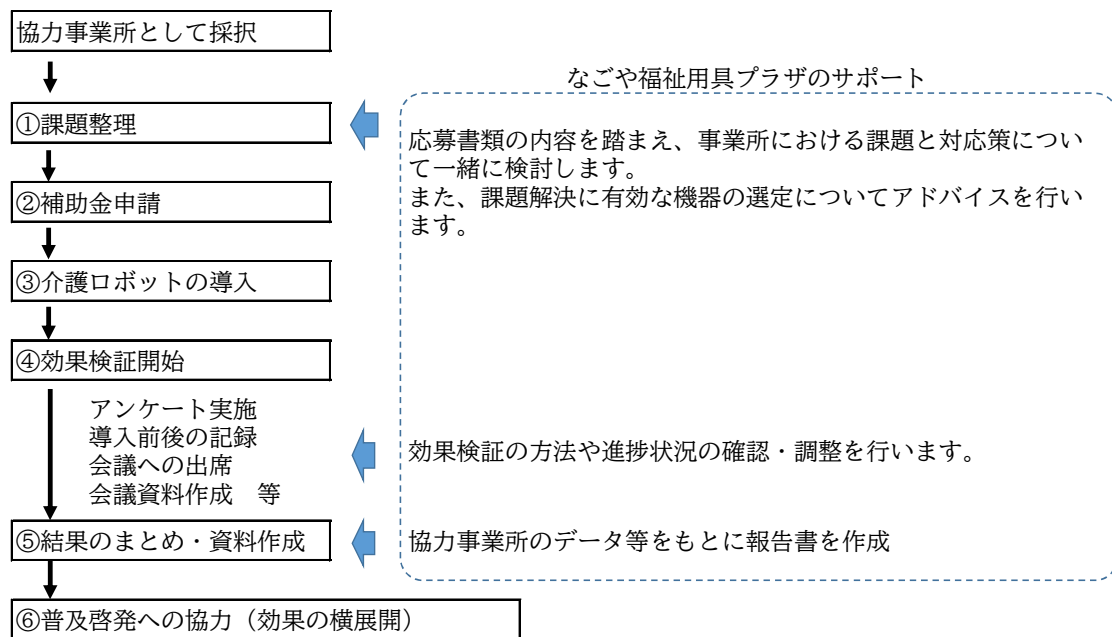 協力事業所として採択
なごや福祉用具プラザのサポート
①課題整理
応募書類の内容を踏まえ、事業所における課題と対応策につい
て一緒に検討します。
また、課題解決に有効な機器の選定についてアドバイスを行い
ます。
②補助金申請
③介護ロボットの導入
④効果検証開始
アンケート実施
導入前後の記録
会議への出席
会議資料作成　等
効果検証の方法や進捗状況の確認・調整を行います。
⑤結果のまとめ・資料作成
協力事業所のデータ等をもとに報告書を作成
⑥普及啓発への協力（効果の横展開）